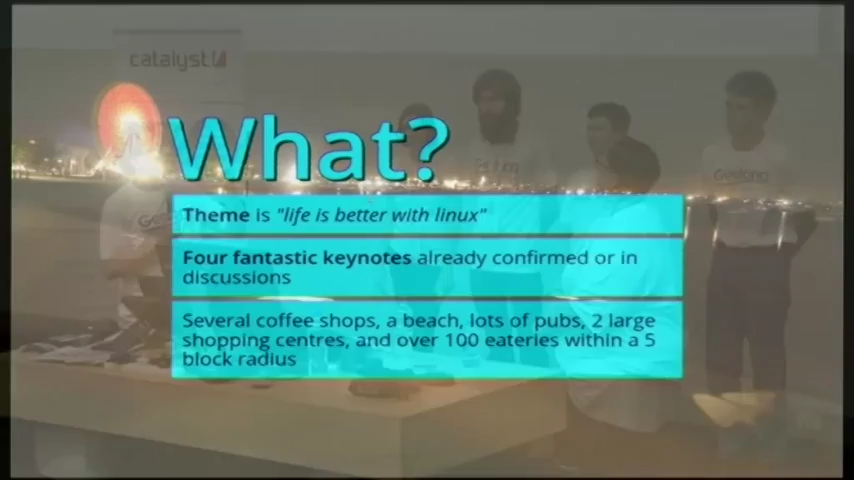 catalyst
What?
Theme is "life is better with linux"
Four fantastic keynotes already confirmed or in
discussions
Several coffee shops, a beach, lots of pubs, 2 large
shopping centres, and over 100 eateries within a 5
block radius
Geelong